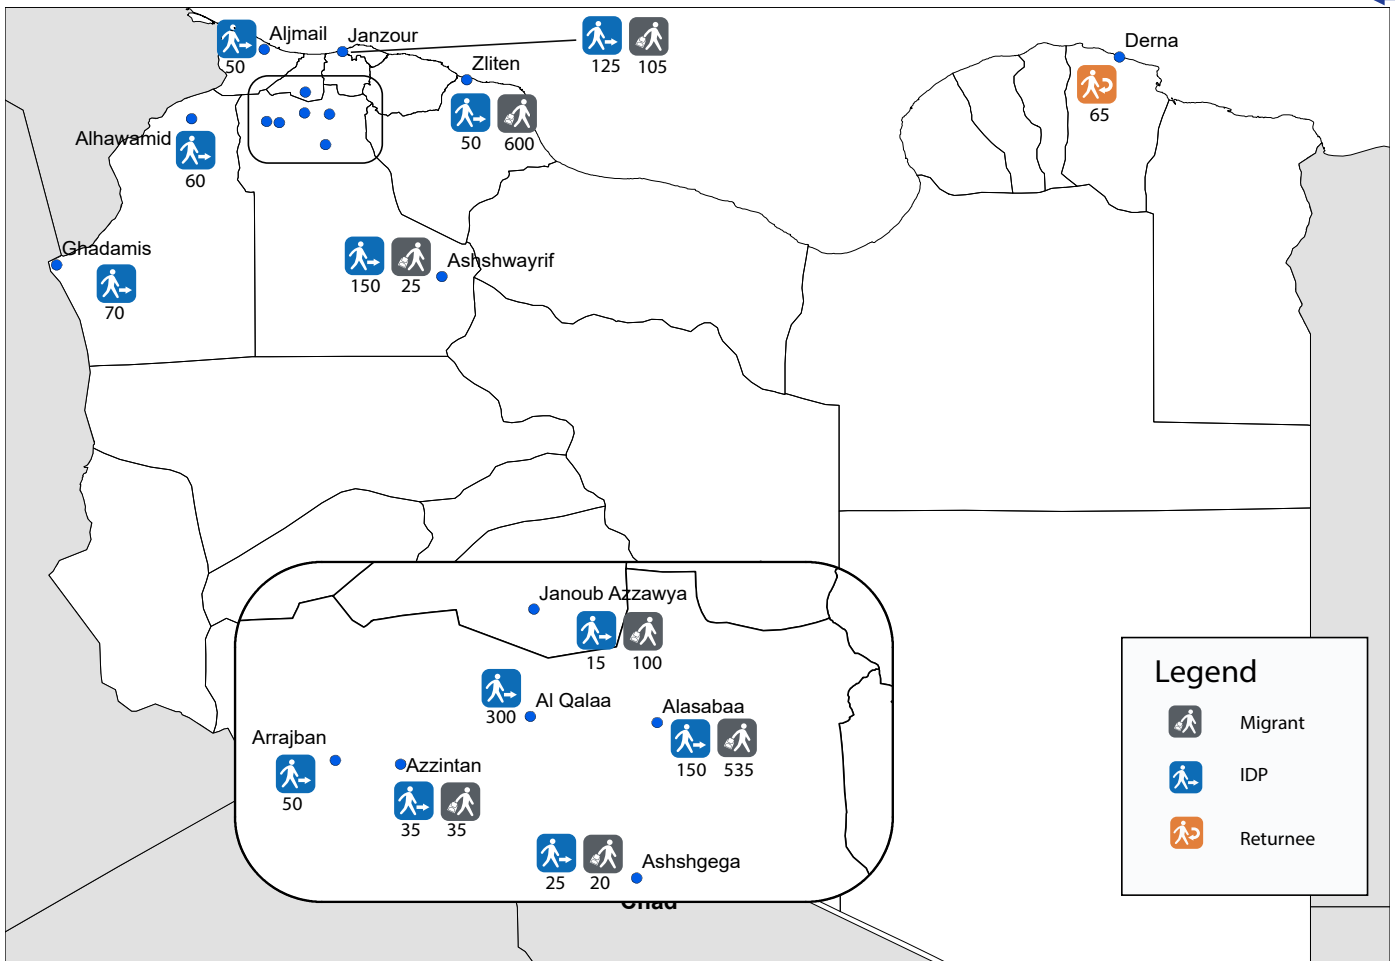 Aljmail
50
Janzour
125 105
Derna
65
Zliten
50 600
Alhawamid
60
Ghadamis
70
Ashshwayrif
150 25
Janoub Azzawya
15 100
Al Qalaa
300
Alasabaa
150 535
Arrajban
50
Azzintan
35 35
Ashshgega
25 20
Chad
Legend
Migrant
IDP
Returnee